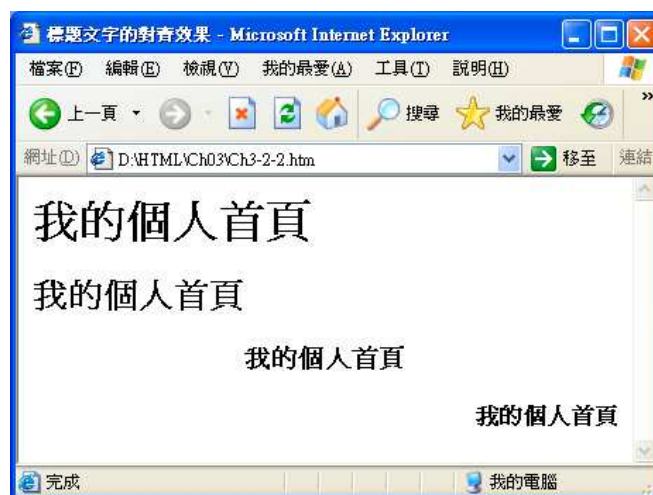 標題文字的對齊效果 - Microsoft Internet Explorer
檔案(F) 編輯(E) 檢視(V) 我的最愛(A) 工具(T) 說明(H)
上一頁 搜尋 我的最愛 »
網址(D) D:\HTML\Ch03\Ch3-2-2.htm 移至 連結
我的個人首頁
我的個人首頁
我的個人首頁
我的個人首頁
完成 我的電腦